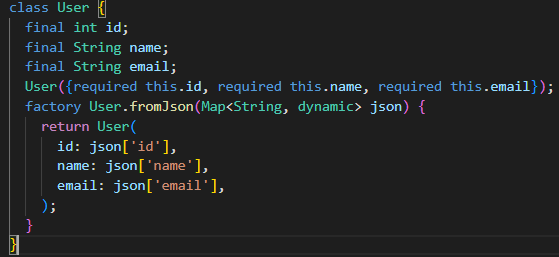 class User {
  final int id;
  final String name;
  final String email;
  User({required this.id, required this.name, required this.email});
  factory User.fromJson(Map<String, dynamic> json) {
    return User(
      id: json['id'],
      name: json['name'],
      email: json['email'],
    );
  }
}